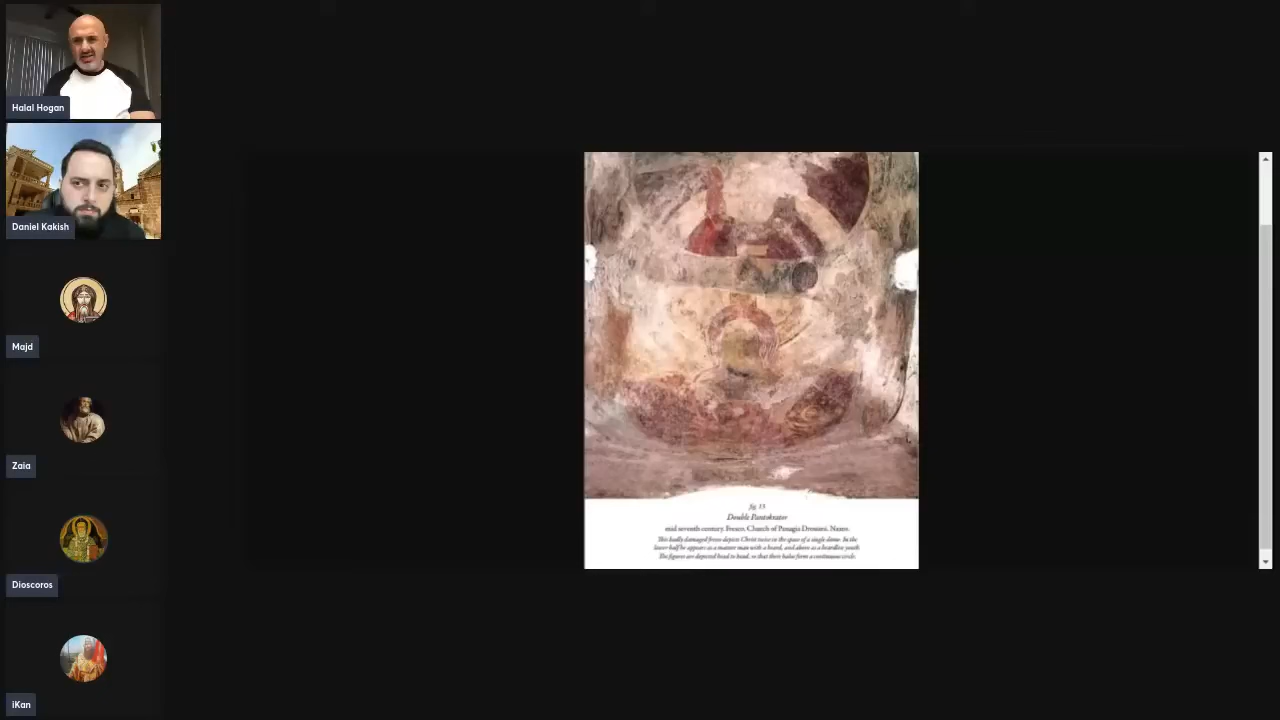 Halal Hogan
Daniel Kakish
Majd
Zaia
Dioscoros
iKan
fig. 13
Double Pantokrator
mid seventh century. Fresco. Church of Panagia Drosiani. Naxos.
This badly damaged fresco depicts Christ twice in the space of a single dome. In the
lower half he appears as a mature man with a beard, and above as a beardless youth.
The figures are depicted head to head, so that their halos form a continuous circle.